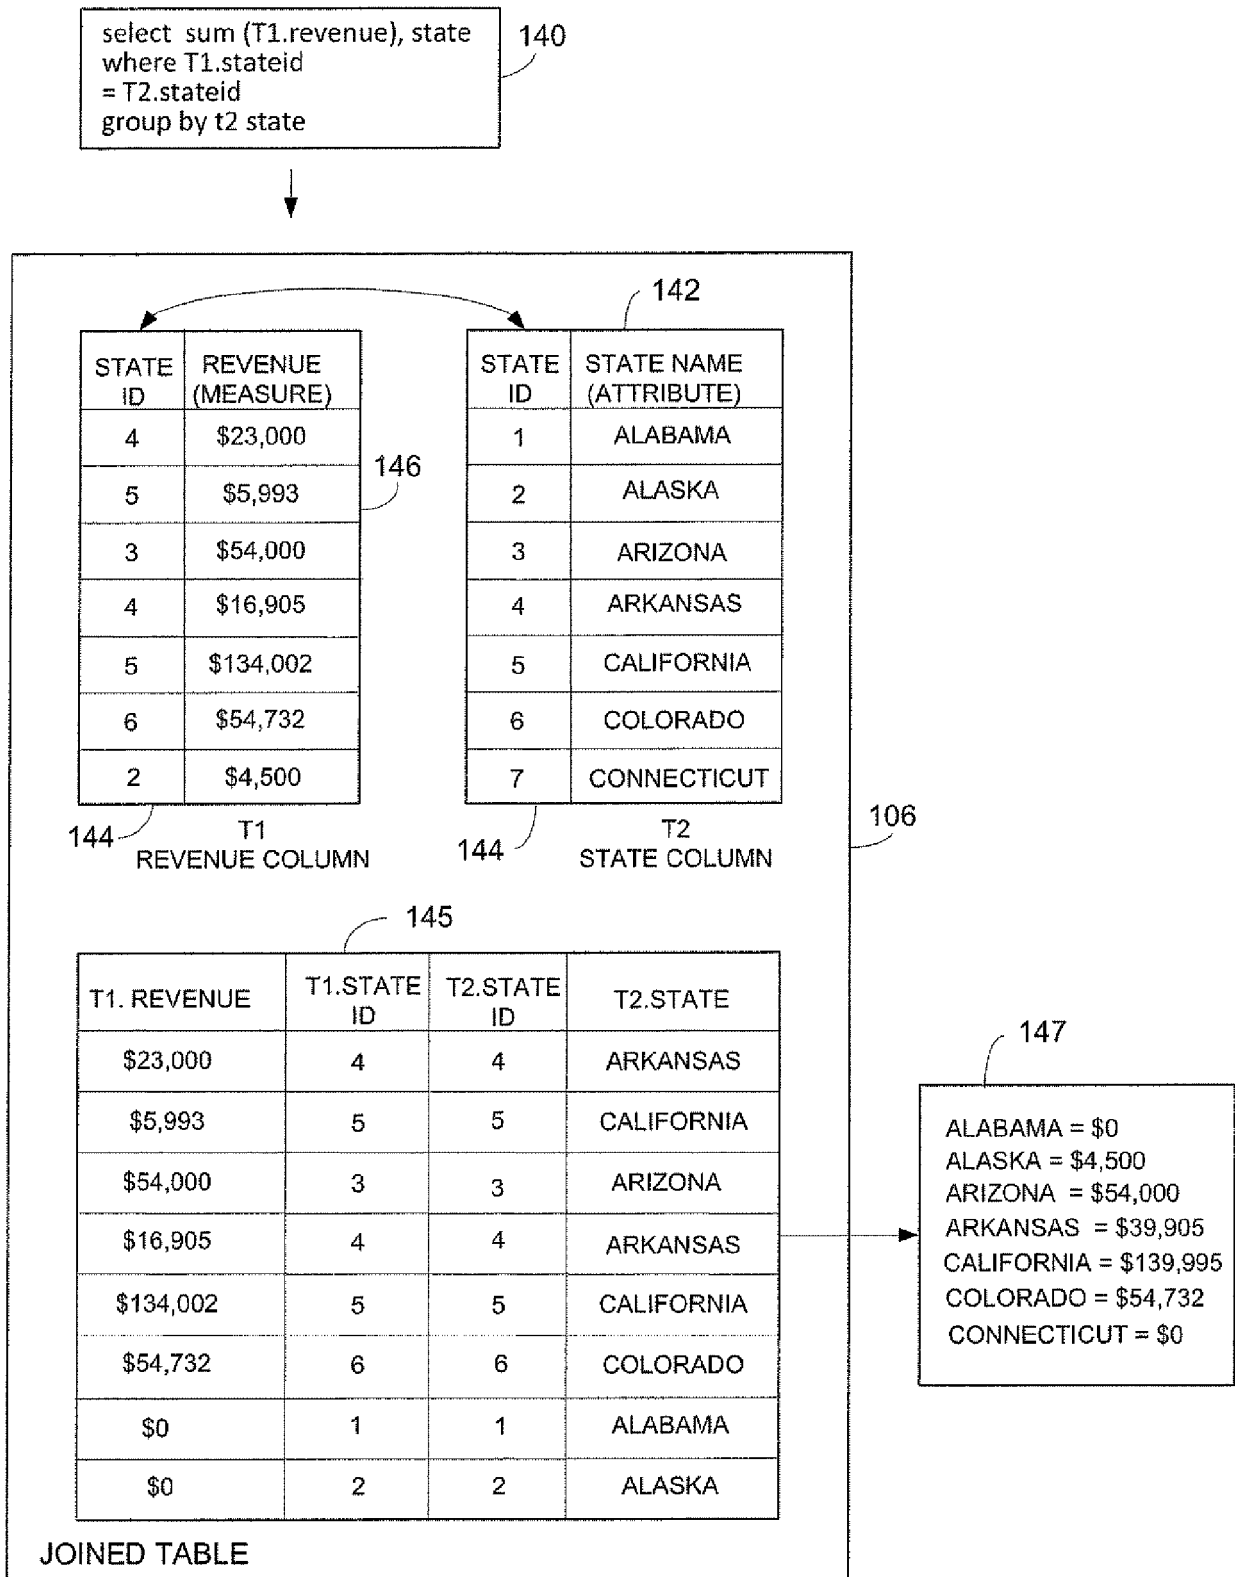 select sum (T1.revenue), state
where T1.stateid
= T2.stateid
group by t2 state
140
142
STATE ID REVENUE (MEASURE)
4 $23,000
5 $5,993
3 $54,000
4 $16,905
5 $134,002
6 $54,732
2 $4,500
146
144
T1
REVENUE COLUMN
STATE ID STATE NAME (ATTRIBUTE)
1 ALABAMA
2 ALASKA
3 ARIZONA
4 ARKANSAS
5 CALIFORNIA
6 COLORADO
7 CONNECTICUT
144
T2
STATE COLUMN
106
145
T1. REVENUE T1.STATE ID T2.STATE ID T2.STATE
$23,000 4 4 ARKANSAS
$5,993 5 5 CALIFORNIA
$54,000 3 3 ARIZONA
$16,905 4 4 ARKANSAS
$134,002 5 5 CALIFORNIA
$54,732 6 6 COLORADO
$0 1 1 ALABAMA
$0 2 2 ALASKA
JOINED TABLE
147
ALABAMA = $0
ALASKA = $4,500
ARIZONA = $54,000
ARKANSAS = $39,905
CALIFORNIA = $139,995
COLORADO = $54,732
CONNECTICUT = $0